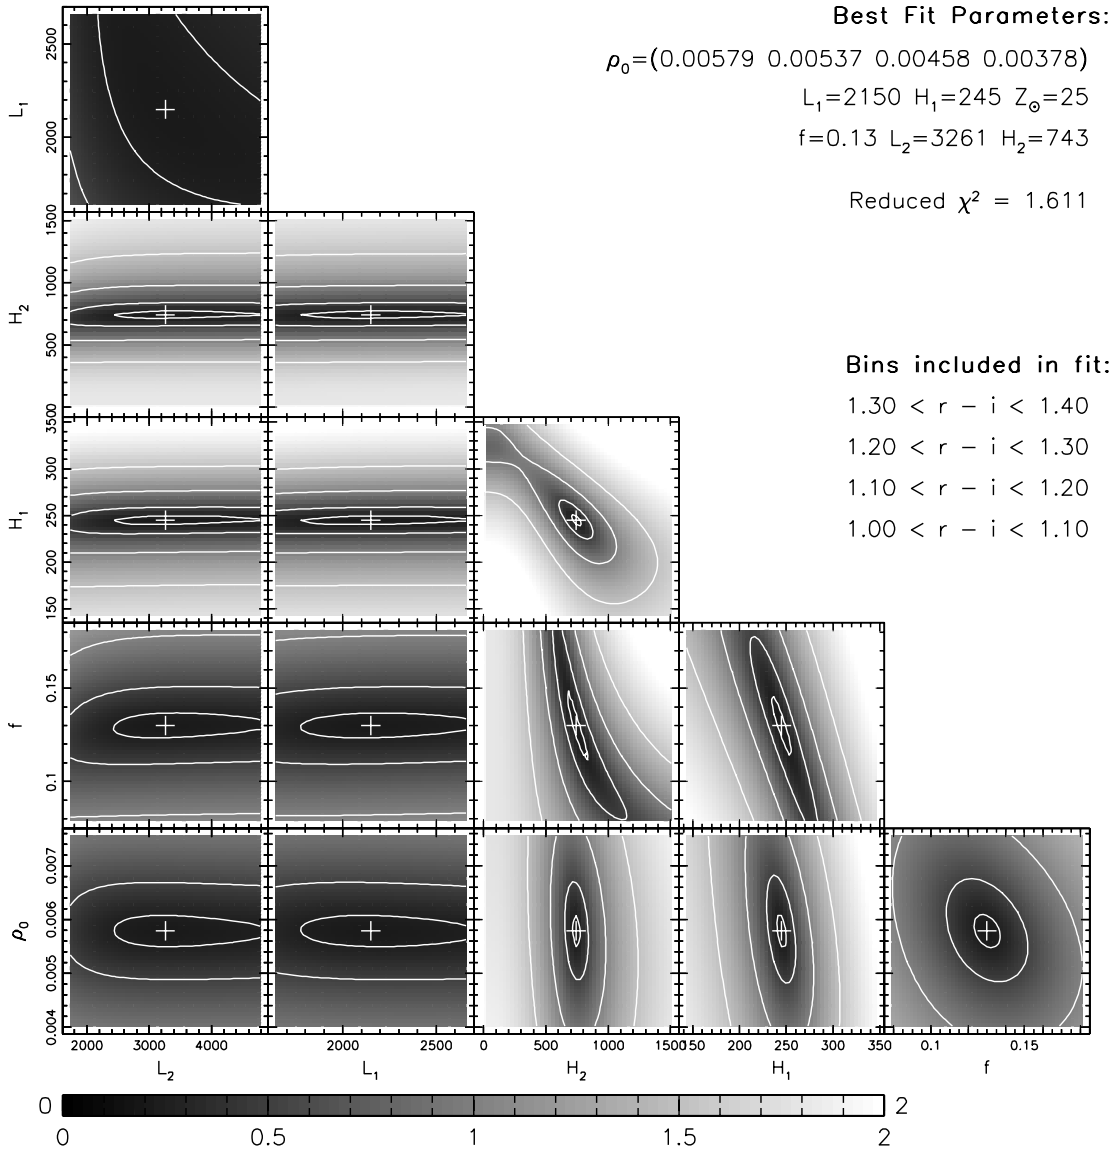 Best Fit Parameters:
ρ₀=(0.00579 0.00537 0.00458 0.00378)
L₁=2150 H₁=245 Z⊙=25
f=0.13 L₂=3261 H₂=743
Reduced χ² = 1.611
Bins included in fit:
1.30 < r − i < 1.40
1.20 < r − i < 1.30
1.10 < r − i < 1.20
1.00 < r − i < 1.10
L₁
2500
2000
H₂
1500
1000
500
0
H₁
350
300
250
200
150
f
0.15
0.1
ρ₀
0.007
0.006
0.005
0.004
2000 3000 4000
2000 2500
0 500 1000 1500
150 200 250 300 350
0.1 0.15
L₂ L₁ H₂ H₁ f
0 2
0 0.5 1 1.5 2